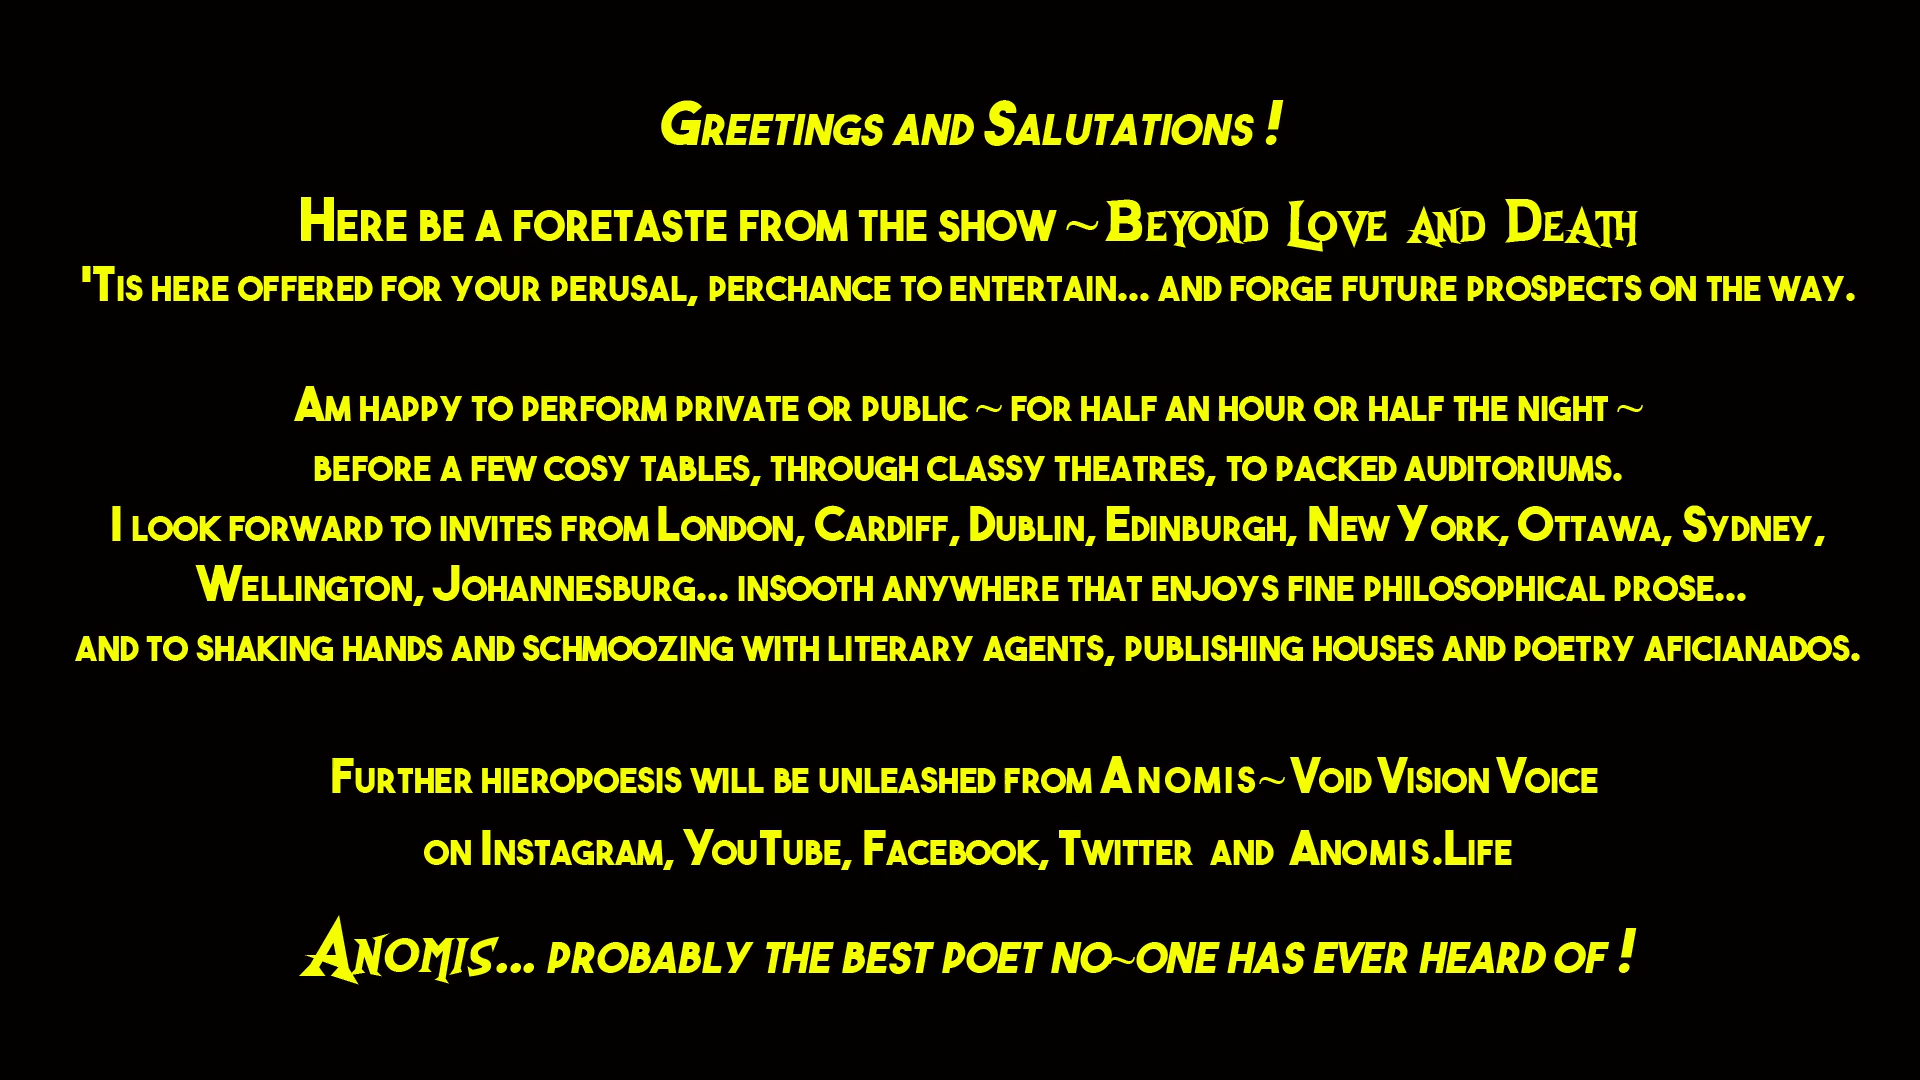 Greetings and Salutations !
Here be a foretaste from the show ~ Beyond Love and Death
'Tis here offered for your perusal, perchance to entertain... and forge future prospects on the way.
Am happy to perform private or public ~ for half an hour or half the night ~
before a few cosy tables, through classy theatres, to packed auditoriums.
I look forward to invites from London, Cardiff, Dublin, Edinburgh, New York, Ottawa, Sydney,
Wellington, Johannesburg... insooth anywhere that enjoys fine philosophical prose...
and to shaking hands and schmoozing with literary agents, publishing houses and poetry aficianados.
Further hieropoesis will be unleashed from Anomis~Void Vision Voice
on Instagram, YouTube, Facebook, Twitter and Anomis.Life
Anomis... probably the best poet no~one has ever heard of !